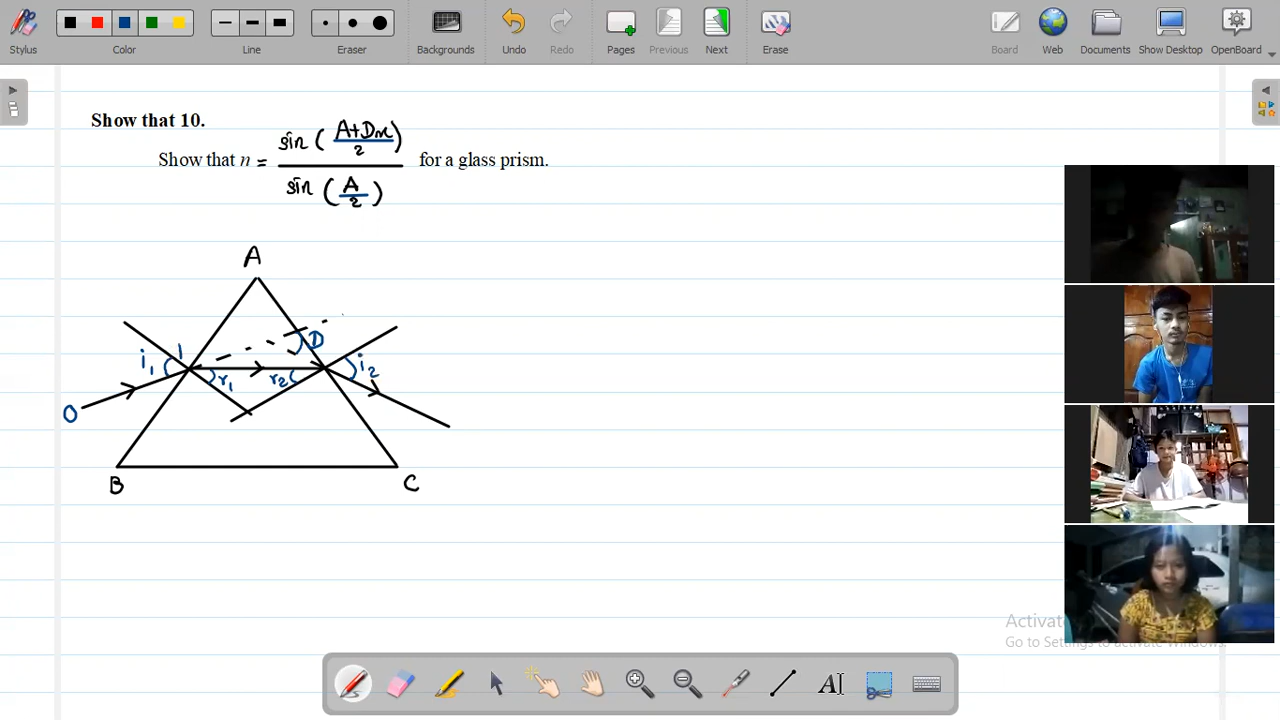 Stylus Color Line Eraser Backgrounds Undo Redo Pages Previous Next Erase Board Web Documents Show Desktop OpenBoard
Show that 10.
Show that n = sin (A+Dm/2) / sin (A/2) for a glass prism.
A
i₁ 1 D i₂
r₁ r₂
O
B C
Activate
Go to Settings to activate Windows.
AI